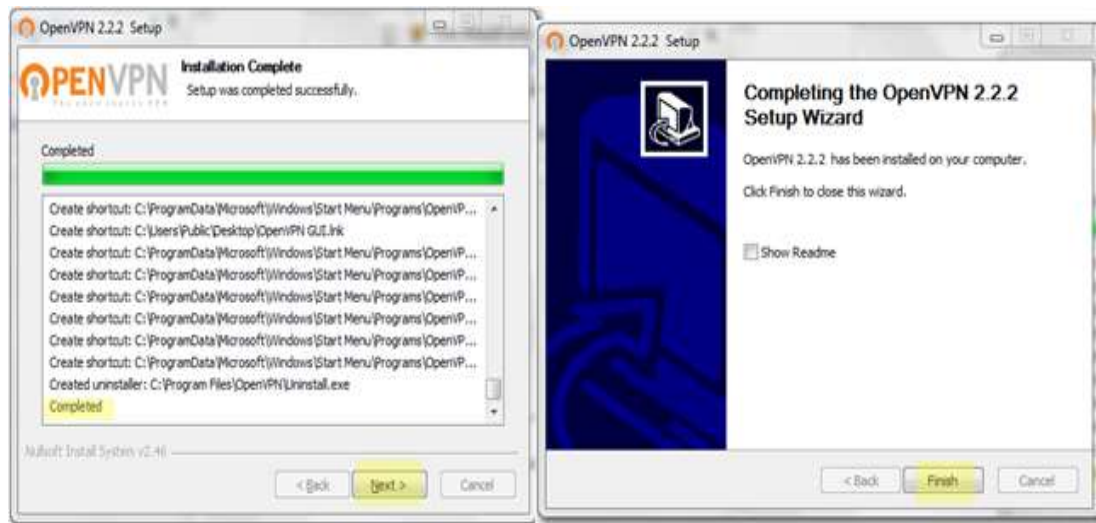 OpenVPN 2.2.2 Setup
OPENVPN
Installation Complete
Setup was completed successfully.
Completed
Create shortcut: C:\ProgramData\Microsoft\Windows\Start Menu\Programs\OpenVP...
Create shortcut: C:\Users\Public\Desktop\OpenVPN GUI.lnk
Create shortcut: C:\ProgramData\Microsoft\Windows\Start Menu\Programs\OpenVP...
Create shortcut: C:\ProgramData\Microsoft\Windows\Start Menu\Programs\OpenVP...
Create shortcut: C:\ProgramData\Microsoft\Windows\Start Menu\Programs\OpenVP...
Create shortcut: C:\ProgramData\Microsoft\Windows\Start Menu\Programs\OpenVP...
Create shortcut: C:\ProgramData\Microsoft\Windows\Start Menu\Programs\OpenVP...
Create shortcut: C:\ProgramData\Microsoft\Windows\Start Menu\Programs\OpenVP...
Created uninstaller: C:\Program Files\OpenVPN\Uninstall.exe
Completed
Nullsoft Install System v2.46
< Back Next > Cancel
OpenVPN 2.2.2 Setup
Completing the OpenVPN 2.2.2
Setup Wizard
OpenVPN 2.2.2 has been installed on your computer.
Click Finish to close this wizard.
Show Readme
< Back Finish Cancel